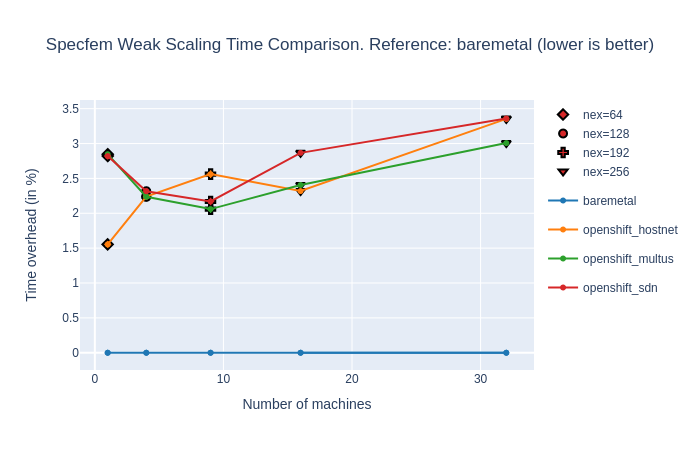 Specfem Weak Scaling Time Comparison. Reference: baremetal (lower is better)
3.5
3
2.5
2
1.5
1
0.5
0
Time overhead (in %)
0
10
20
30
Number of machines
nex=64
nex=128
nex=192
nex=256
baremetal
openshift_hostnet
openshift_multus
openshift_sdn